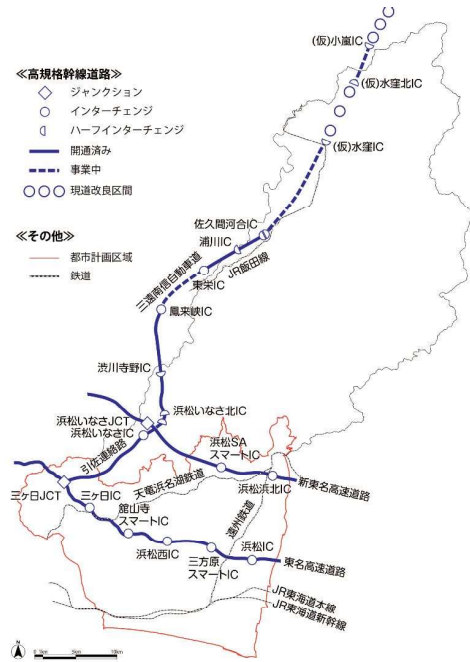 (仮)小嵐IC
≪高規格幹線道路≫
ジャンクション
(仮)水窪北IC
インターチェンジ
ハーフインターチェンジ
開通済み
(仮)水窪IC
事業中
現道改良区間
佐久間河合IC
≪その他≫
浦川IC
都市計画区域
JR飯田線
鉄道
三遠南信自動車道
東栄IC
鳳来峡IC
渋川寺野IC
浜松いなさJCT
浜松いなさ北IC
浜松いなさIC
浜松SA
スマートIC
引佐連絡路
天竜浜名湖鉄道
浜松浜北IC
新東名高速道路
三ヶ日JCT
三ヶ日IC
舘山寺
スマートIC
遠州鉄道
浜松西IC
三方原
スマートIC
浜松IC
東名高速道路
JR東海道本線
JR東海道新幹線
N
0
5km
10km